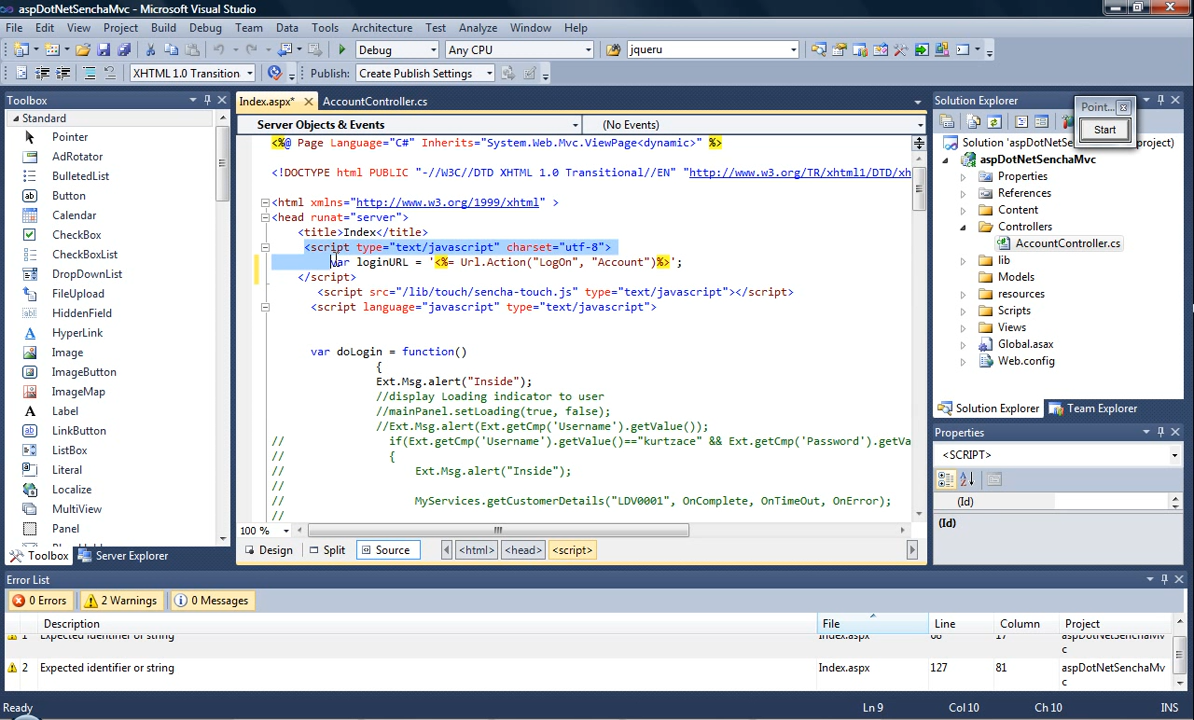 aspDotNetSenchaMvc - Microsoft Visual Studio
File Edit View Project Build Debug Team Data Tools Architecture Test Analyze Window Help
Debug Any CPU jqueru
XHTML 1.0 Transition Publish: Create Publish Settings
Toolbox
Standard
Pointer
AdRotator
BulletedList
Button
Calendar
CheckBox
CheckBoxList
DropDownList
FileUpload
HiddenField
HyperLink
Image
ImageButton
ImageMap
Label
LinkButton
ListBox
Literal
Localize
MultiView
Panel
Toolbox Server Explorer
Index.aspx* AccountController.cs
Server Objects & Events (No Events)
<%@ Page Language="C#" Inherits="System.Web.Mvc.ViewPage<dynamic>" %>
<!DOCTYPE html PUBLIC "-//W3C//DTD XHTML 1.0 Transitional//EN" "http://www.w3.org/TR/xhtml1/DTD/xh
<html xmlns="http://www.w3.org/1999/xhtml" >
<head runat="server">
<title>Index</title>
<script type="text/javascript" charset="utf-8">
var loginURL = '<%= Url.Action("LogOn", "Account")%>';
</script>
<script src="/lib/touch/sencha-touch.js" type="text/javascript"></script>
<script language="javascript" type="text/javascript">
var doLogin = function()
{
Ext.Msg.alert("Inside");
//display Loading indicator to user
//mainPanel.setLoading(true, false);
//Ext.Msg.alert(Ext.getCmp('Username').getValue());
// if(Ext.getCmp('Username').getValue()=="kurtzace" && Ext.getCmp('Password').getVa
// {
// Ext.Msg.alert("Inside");
//
// MyServices.getCustomerDetails("LDV0001", OnComplete, OnTimeOut, OnError);
//
100 %
Design Split Source <html> <head> <script>
Solution Explorer
Point...
Start
Solution 'aspDotNetSe project)
aspDotNetSenchaMvc
Properties
References
Content
Controllers
AccountController.cs
lib
Models
resources
Scripts
Views
Global.asax
Web.config
Solution Explorer Team Explorer
Properties
<SCRIPT>
(Id)
(Id)
Error List
0 Errors 2 Warnings 0 Messages
Description File Line Column Project
1 Expected identifier or string Index.aspx 17 aspDotNetSenchaMv
c
2 Expected identifier or string Index.aspx 127 81 aspDotNetSenchaMv
c
Ready Ln 9 Col 10 Ch 10 INS